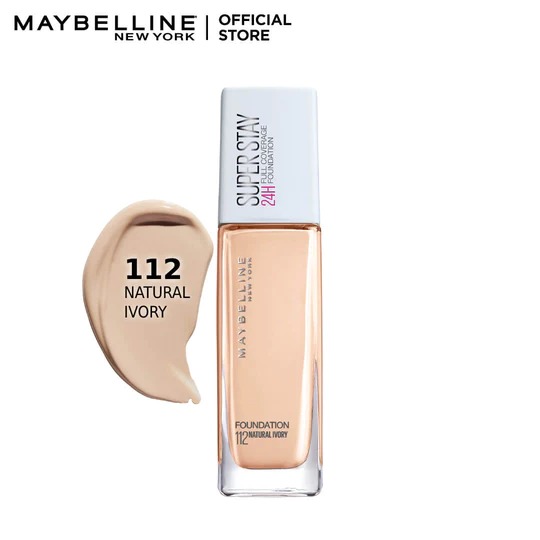 MAYBELLINE
NEW YORK
OFFICIAL
STORE
SUPER STAY
24H FULL COVERAGE
FOUNDATION
112
NATURAL
IVORY
MAYBELLINE
NEW YORK
FOUNDATION
112 NATURAL IVORY